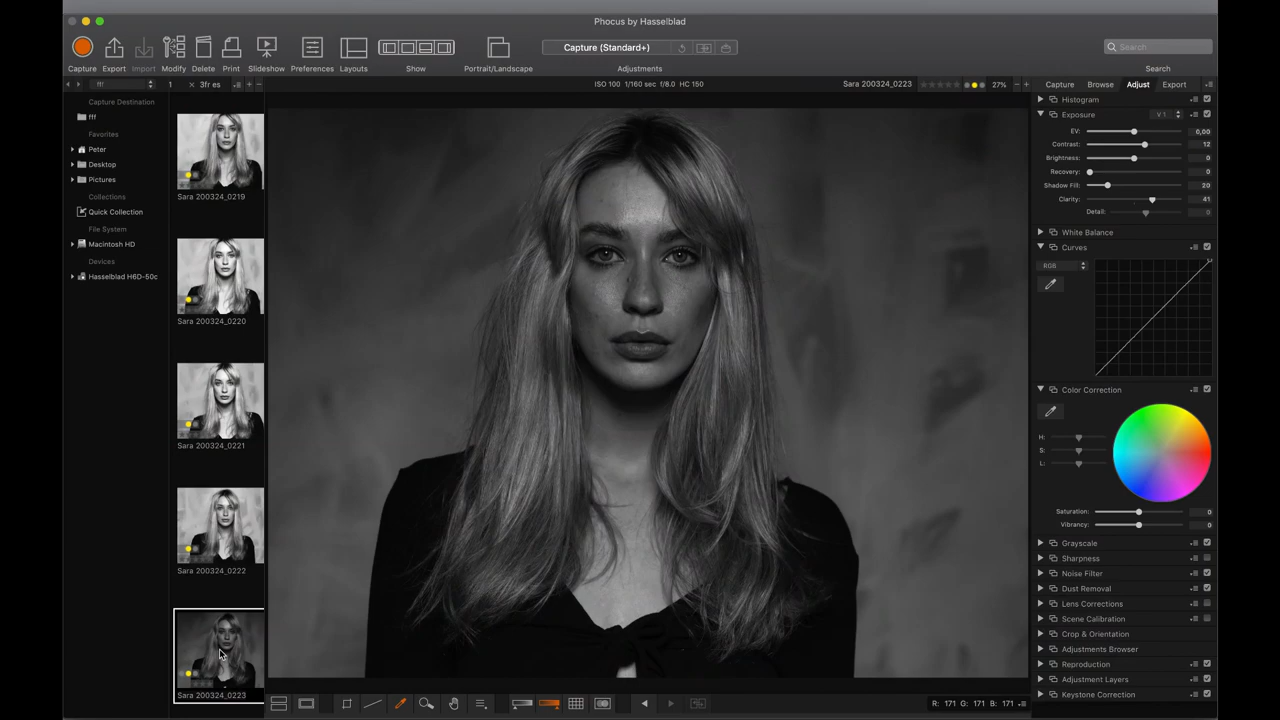 Phocus by Hasselblad
Capture (Standard+)
Search
Capture Export Import Modify Delete Print Slideshow Preferences Layouts Show Portrait/Landscape Adjustments Search
fff 1 3fr es
ISO 100 1/160 sec f/8.0 HC 150
Sara 200324_0223
27%
Capture Browse Adjust Export
Capture Destination
fff
Favorites
Peter
Desktop
Pictures
Collections
Quick Collection
File System
Macintosh HD
Devices
Hasselblad H6D-50c
Sara 200324_0219
Sara 200324_0220
Sara 200324_0221
Sara 200324_0222
Sara 200324_0223
Histogram
Exposure V 1
EV: 0,00
Contrast: 12
Brightness: 0
Recovery: 0
Shadow Fill: 20
Clarity: 41
Detail: 0
White Balance
Curves
RGB
Color Correction
H:
S:
L:
Saturation: 0
Vibrancy: 0
Grayscale
Sharpness
Noise Filter
Dust Removal
Lens Corrections
Scene Calibration
Crop & Orientation
Adjustments Browser
Reproduction
Adjustment Layers
Keystone Correction
R: 171 G: 171 B: 171